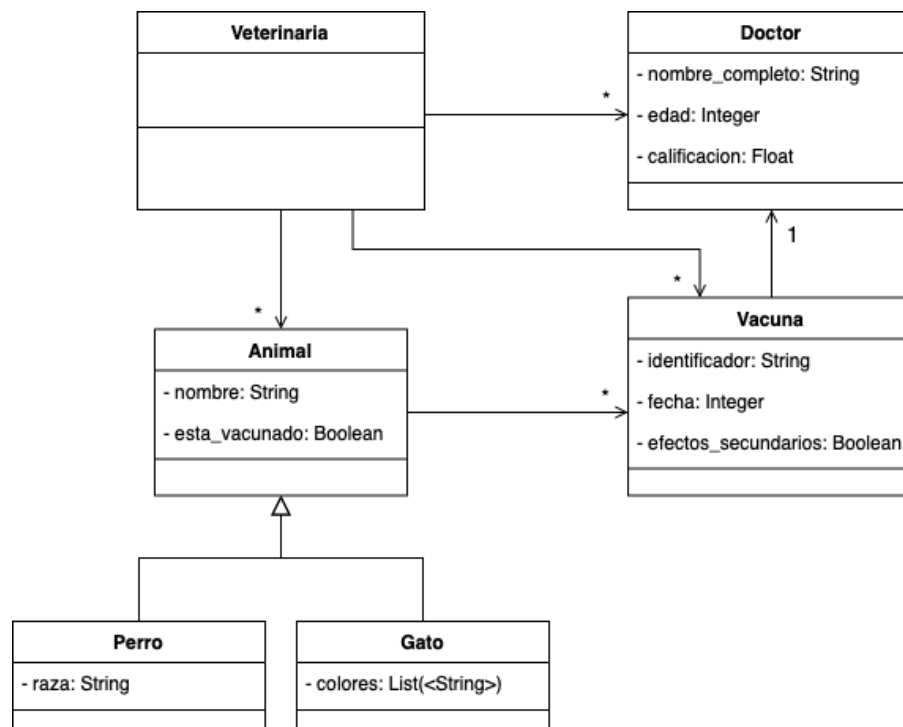 Veterinaria
Doctor
- nombre_completo: String
- edad: Integer
- calificacion: Float
*
1
*
*
Animal
- nombre: String
- esta_vacunado: Boolean
*
Vacuna
- identificador: String
- fecha: Integer
- efectos_secundarios: Boolean
Perro
- raza: String
Gato
- colores: List(<String>)